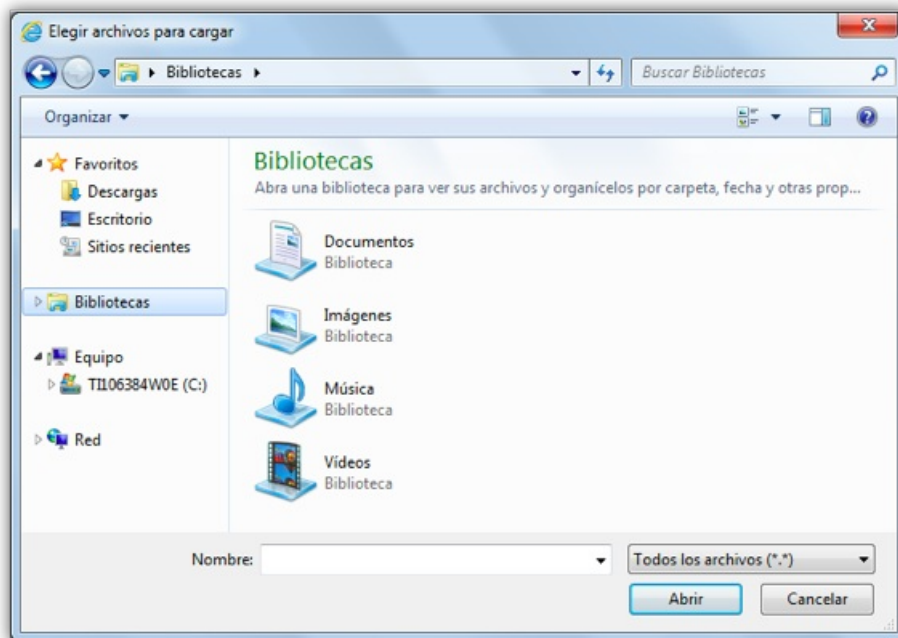 Elegir archivos para cargar
Bibliotecas
Buscar Bibliotecas
Organizar
Favoritos
Descargas
Escritorio
Sitios recientes
Bibliotecas
Equipo
TI106384W0E (C:)
Red
Bibliotecas
Abra una biblioteca para ver sus archivos y organícelos por carpeta, fecha y otras prop...
Documentos
Biblioteca
Imágenes
Biblioteca
Música
Biblioteca
Vídeos
Biblioteca
Nombre:
Todos los archivos (*.*)
Abrir
Cancelar